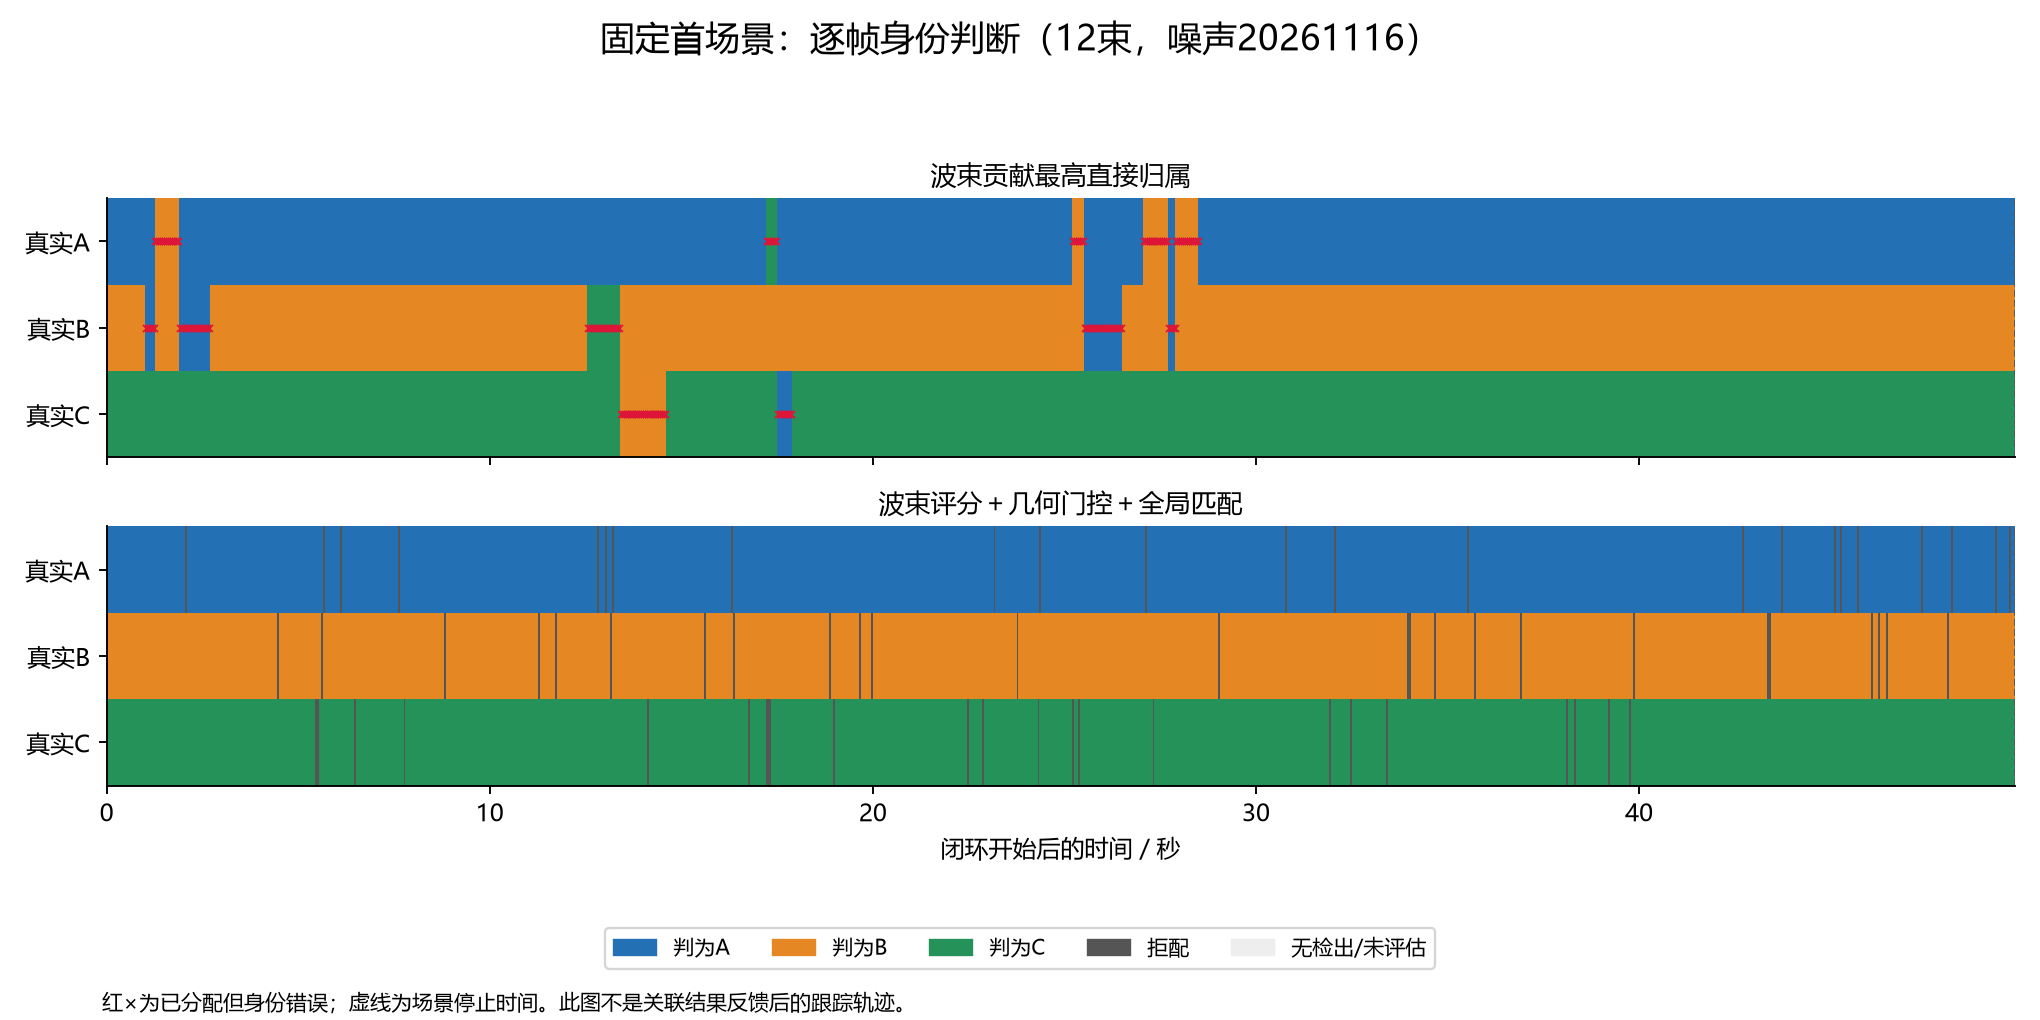 固定首场景：逐帧身份判断（12束，噪声20261116）
波束贡献最高直接归属
真实A
真实B
真实C
波束评分＋几何门控＋全局匹配
真实A
真实B
真实C
0 10 20 30 40
闭环开始后的时间 / 秒
判为A 判为B 判为C 拒配 无检出/未评估
红×为已分配但身份错误；虚线为场景停止时间。此图不是关联结果反馈后的跟踪轨迹。